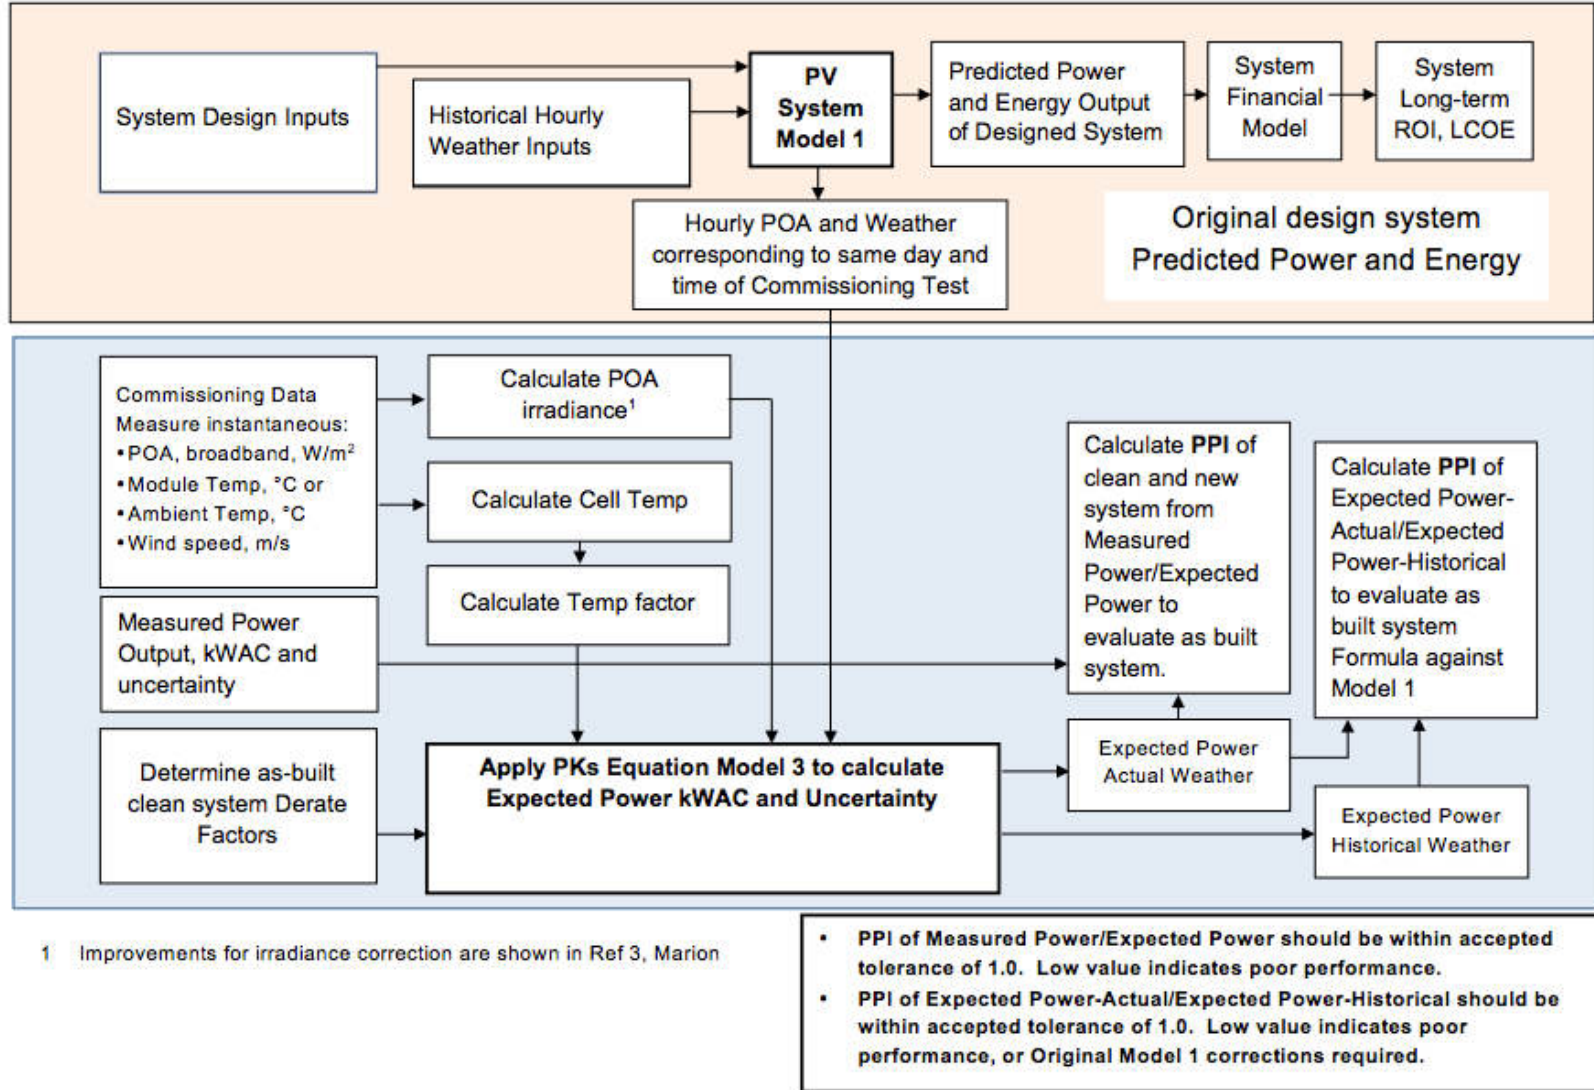 System Design Inputs
Historical Hourly
Weather Inputs
PV
System
Model 1
Predicted Power
and Energy Output
of Designed System
System
Financial
Model
System
Long-term
ROI, LCOE
Hourly POA and Weather
corresponding to same day and
time of Commissioning Test
Original design system
Predicted Power and Energy
Commissioning Data
Measure instantaneous:
•POA, broadband, W/m²
•Module Temp, °C or
•Ambient Temp, °C
•Wind speed, m/s
Calculate POA
irradiance¹
Calculate Cell Temp
Calculate Temp factor
Measured Power
Output, kWAC and
uncertainty
Determine as-built
clean system Derate
Factors
Apply PKs Equation Model 3 to calculate
Expected Power kWAC and Uncertainty
Calculate PPI of
clean and new
system from
Measured
Power/Expected
Power to
evaluate as built
system.
Calculate PPI of
Expected Power-
Actual/Expected
Power-Historical
to evaluate as
built system
Formula against
Model 1
Expected Power
Actual Weather
Expected Power
Historical Weather
1 Improvements for irradiance correction are shown in Ref 3, Marion
• PPI of Measured Power/Expected Power should be within accepted
tolerance of 1.0. Low value indicates poor performance.
• PPI of Expected Power-Actual/Expected Power-Historical should be
within accepted tolerance of 1.0. Low value indicates poor
performance, or Original Model 1 corrections required.